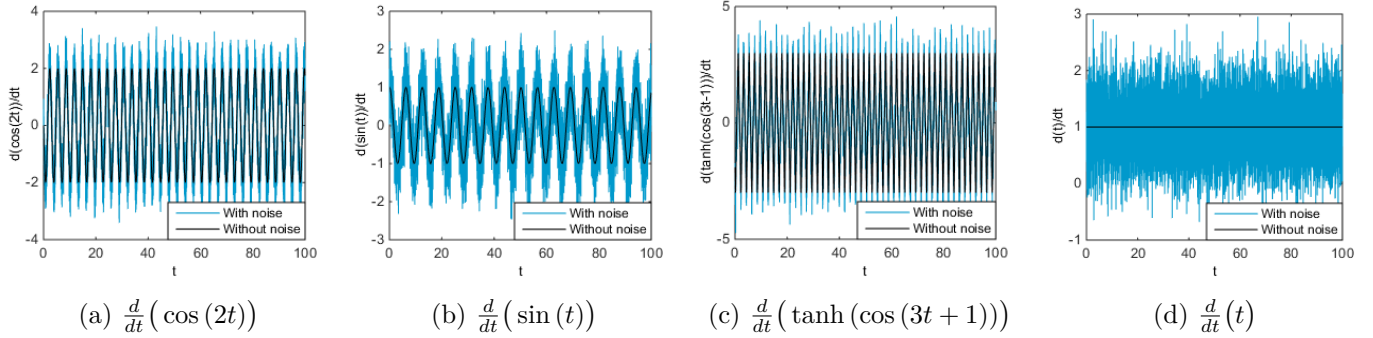 4
2
0
-2
-4
d(cos(2t))/dt
With noise
Without noise
0 20 40 60 80 100
t
(a) d/dt(cos (2t))
3
2
1
0
-1
-2
-3
d(sin(t))/dt
With noise
Without noise
0 20 40 60 80 100
t
(b) d/dt(sin (t))
5
0
-5
d(tanh(cos(3t-1)))/dt
With noise
Without noise
0 20 40 60 80 100
t
(c) d/dt(tanh (cos (3t + 1)))
3
2
1
0
-1
d(t)/dt
With noise
Without noise
0 20 40 60 80 100
t
(d) d/dt(t)